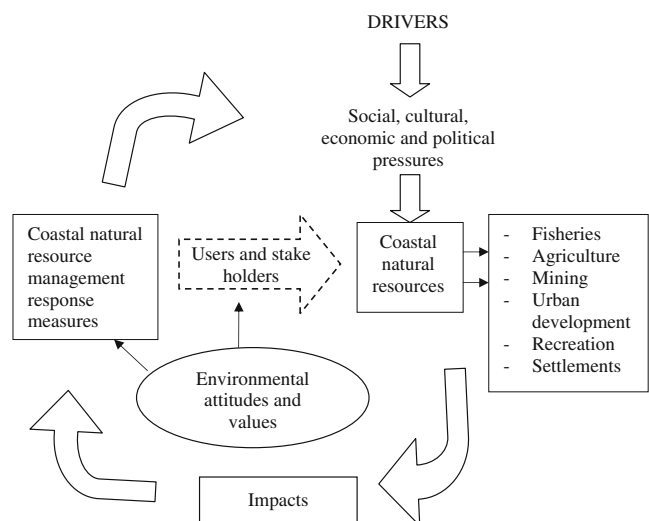 DRIVERS
Social, cultural,
economic and political
pressures
Coastal natural
resource
management
response
measures
Users and stake
holders
Coastal
natural
resources
- Fisheries
- Agriculture
- Mining
- Urban
development
- Recreation
- Settlements
Environmental
attitudes and
values
Impacts